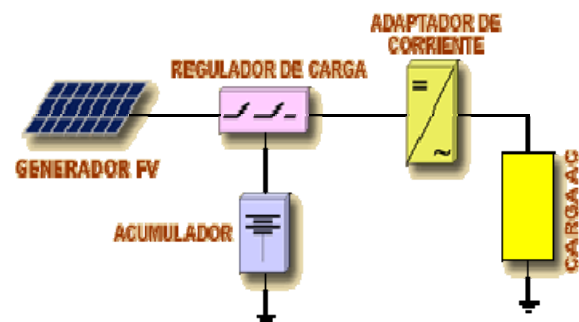 ADAPTADOR DE
CORRIENTE
REGULADOR DE CARGA
GENERADOR FV
ACUMULADOR
CARGA AC